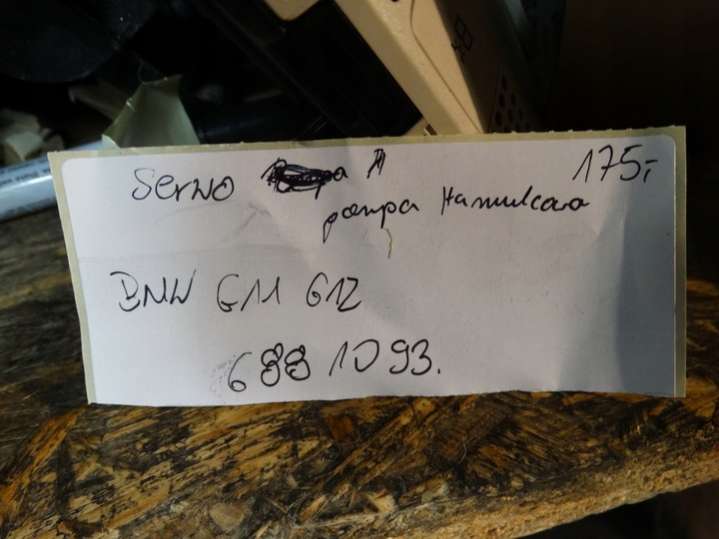 Serwo 175,-
pompa Hamulcowa
BMW G11 G12
6881093.